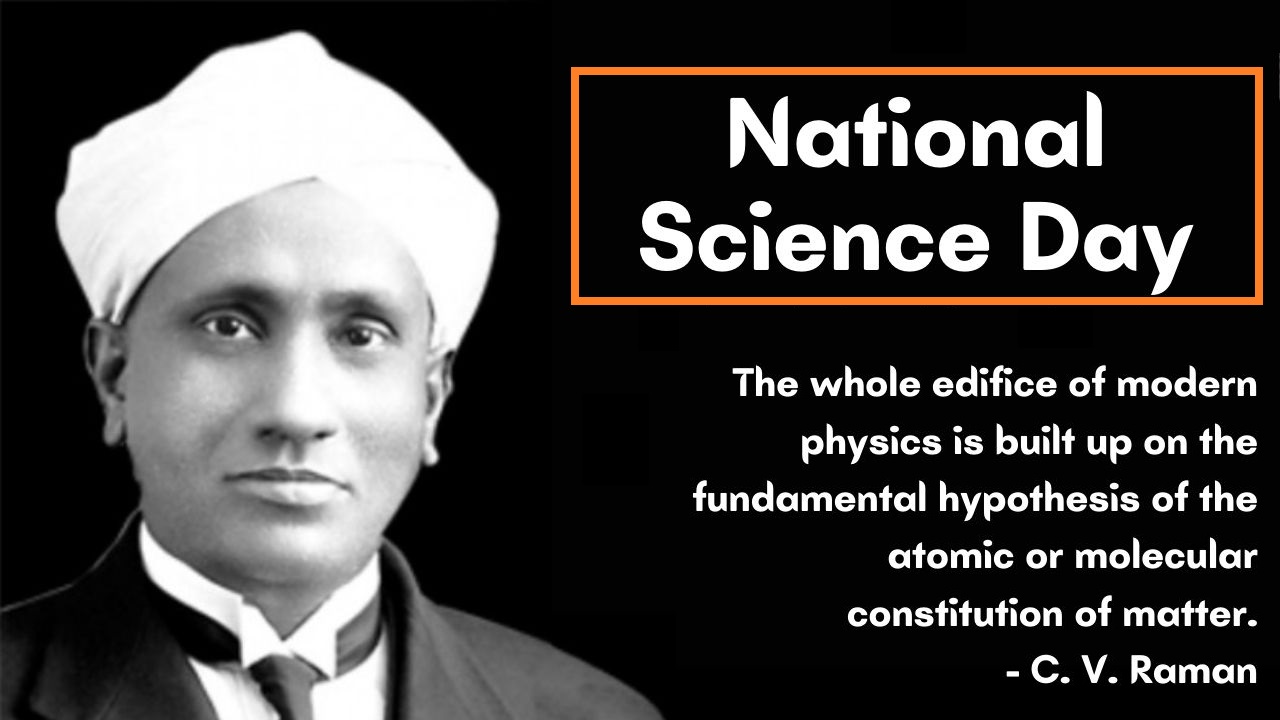 National
Science Day
The whole edifice of modern
physics is built up on the
fundamental hypothesis of the
atomic or molecular
constitution of matter.
- C. V. Raman